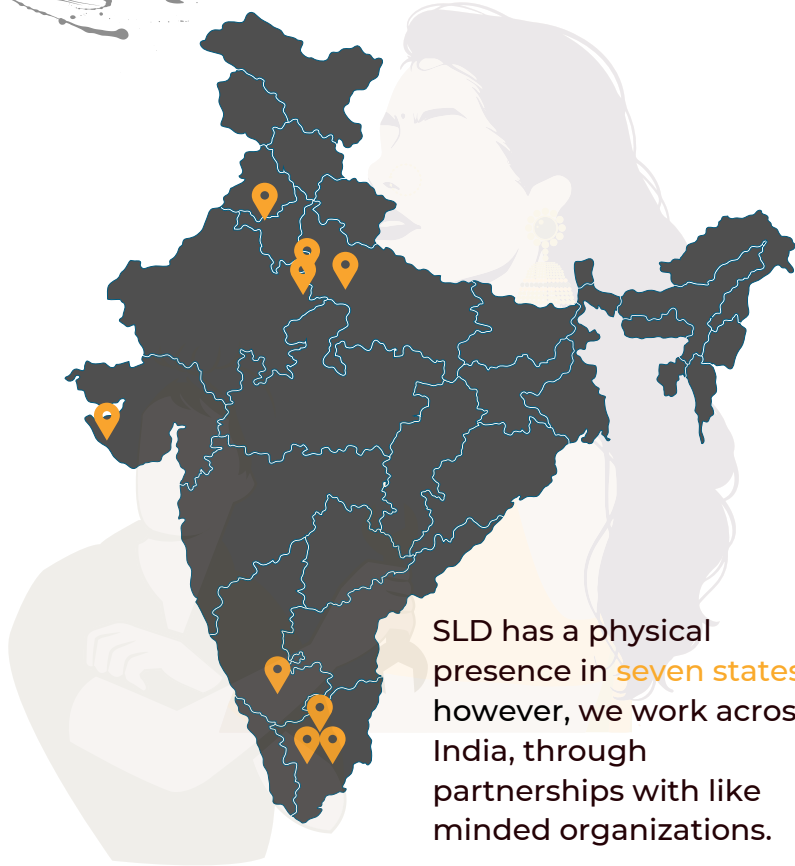 SLD has a physical
presence in seven states
however, we work acros
India, through
partnerships with like
minded organizations.